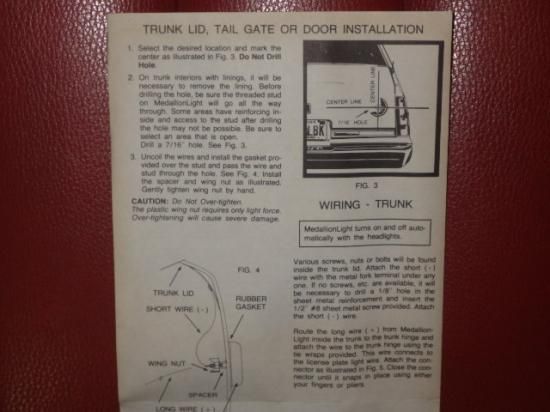 TRUNK LID, TAIL GATE OR DOOR INSTALLATION
1. Select the desired location and mark the
center as illustrated in Fig. 3. Do Not Drill
Hole.
2. On trunk interiors with linings, it will be
necessary to remove the lining. Before
drilling the hole, be sure the threaded stud
on MedallionLight will go all the way
through. Some areas have reinforcing in-
side and access to the stud after drilling
the hole may not be possible. Be sure to
select an area that is open.
Drill a 7/16" hole. See Fig. 3.
3. Uncoil the wires and install the gasket pro-
vided over the stud and pass the wire and
stud through the hole. See Fig. 4. Install
the spacer and wing nut as illustrated.
Gently tighten wing nut by hand.
CAUTION: Do Not Over-tighten.
The plastic wing nut requires only light force.
Over-tightening will cause severe damage.
FIG. 4
TRUNK LID
SHORT WIRE (-)
RUBBER
GASKET
WING NUT
SPACER
LONG WIRE (+)
CENTER LINE
CENTER LINE
7/16" HOLE
LBK
FIG. 3
WIRING - TRUNK
MedallionLight turns on and off auto-
matically with the headlights.
Various screws, nuts or bolts will be found
inside the trunk lid. Attach the short (-)
wire with the metal fork terminal under any
one. If no screws, etc. are available, it will
be necessary to drill a 1/8" hole in the
sheet metal reinforcement and insert the
1/2" #8 sheet metal screw provided. Attach
the short (-) wire.
Route the long wire (+) from Medallion-
Light inside the trunk to the trunk hinge and
attach the wire to the trunk hinge using the
tie wraps provided. This wire connects to
the license plate light wire. Attach the con-
nector as illustrated in Fig. 5. Close the con-
nector until it snaps in place using either
your fingers or pliers.